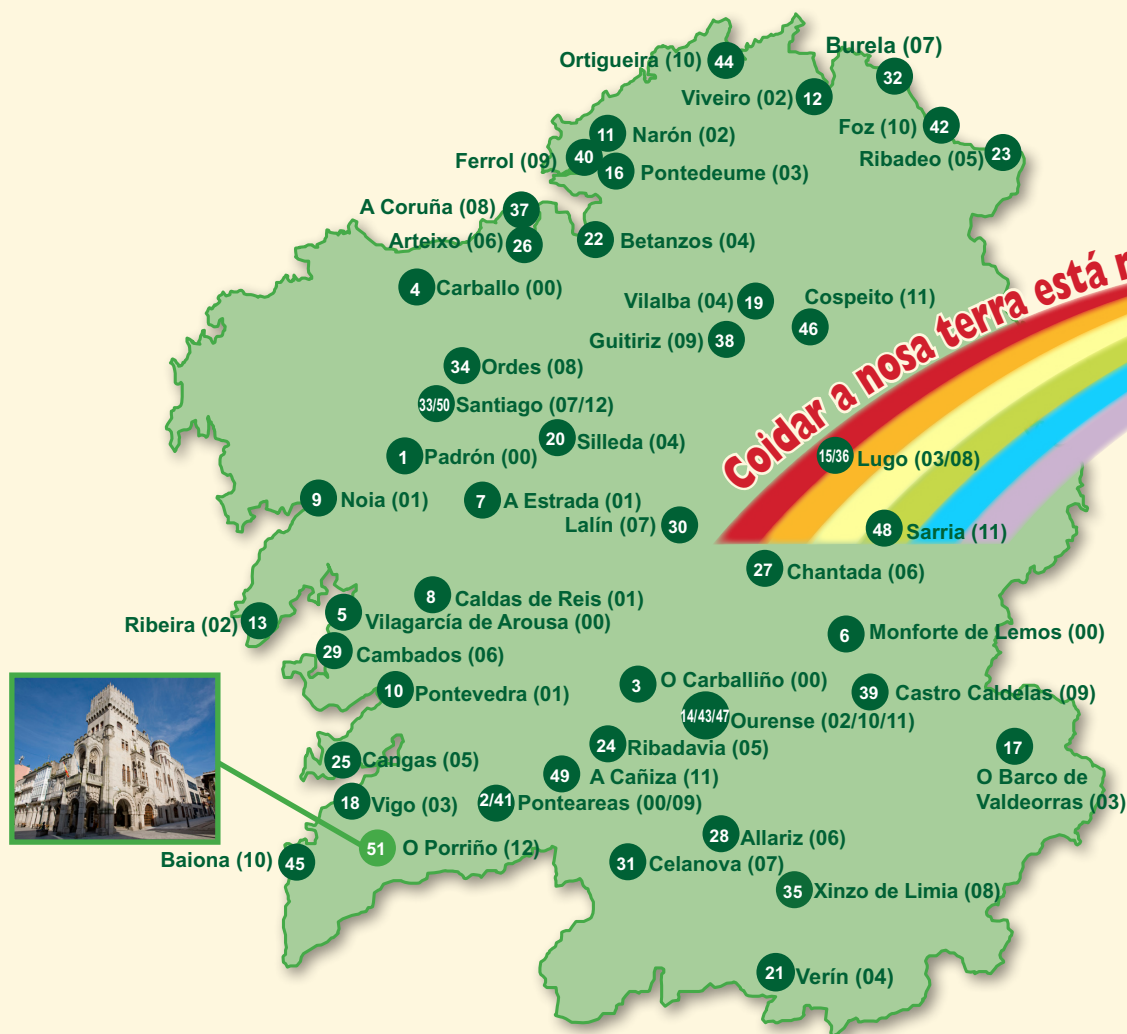 Ortigueira (10) 44
Burela (07)
32
Viveiro (02) 12
11 Narón (02)
Foz (10) 42
Ferrol (09) 40
Ribadeo (05) 23
16 Pontedeume (03)
A Coruña (08) 37
Arteixo (06) 26
22 Betanzos (04)
4 Carballo (00)
Vilalba (04) 19
Cospeito (11)
46
Guitiriz (09) 38
Coidar a nosa terra está
34 Ordes (08)
33/50 Santiago (07/12)
20 Silleda (04)
1 Padrón (00)
15/36 Lugo (03/08)
9 Noia (01)
7 A Estrada (01)
Lalín (07) 30
48 Sarria (11)
27 Chantada (06)
8 Caldas de Reis (01)
Ribeira (02) 13
5 Vilagarcía de Arousa (00)
6 Monforte de Lemos (00)
29 Cambados (06)
3 O Carballiño (00)
10 Pontevedra (01)
39 Castro Caldelas (09)
14/43/47 Ourense (02/10/11)
24 Ribadavia (05)
17
O Barco de
Valdeorras (03)
25 Cangas (05)
49 A Cañiza (11)
18 Vigo (03)
2/41 Ponteareas (00/09)
28 Allariz (06)
51 O Porriño (12)
Baiona (10) 45
31 Celanova (07)
35 Xinzo de Limia (08)
21 Verín (04)